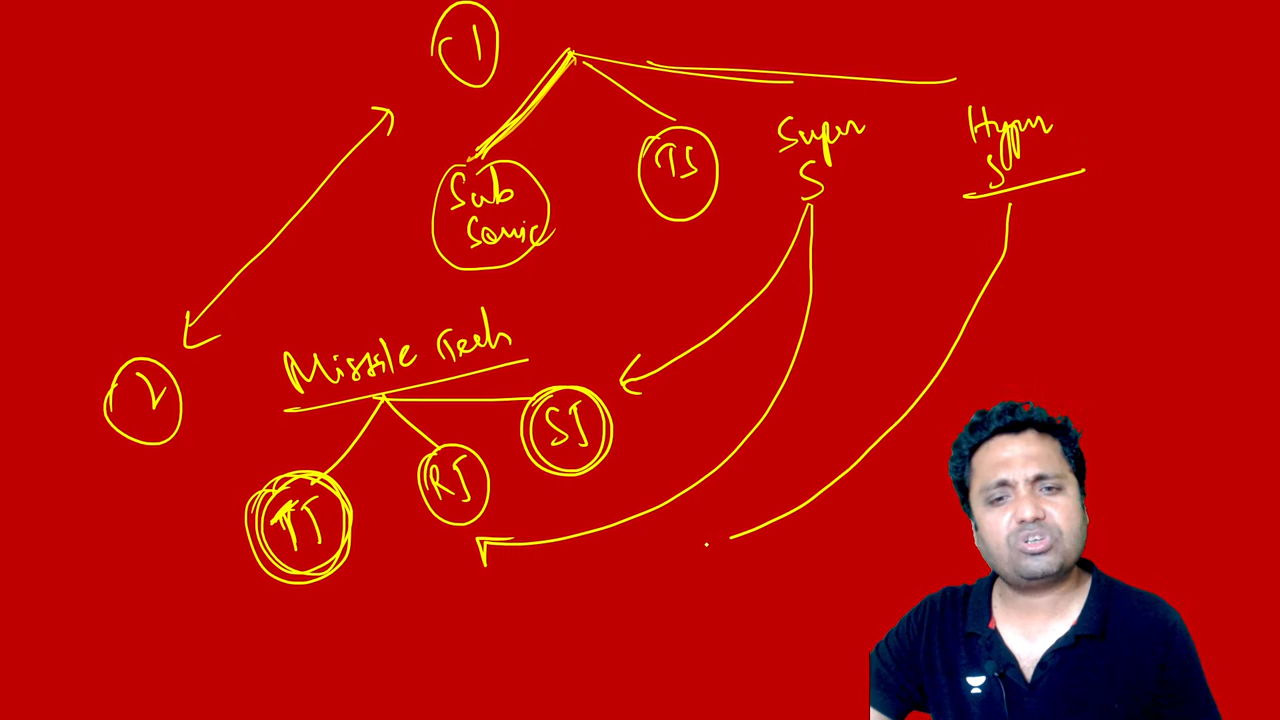 1
Sub
Sonic
TS
Super
S
Hyper
S
2
Missile Tech
TJ
RJ
SJ